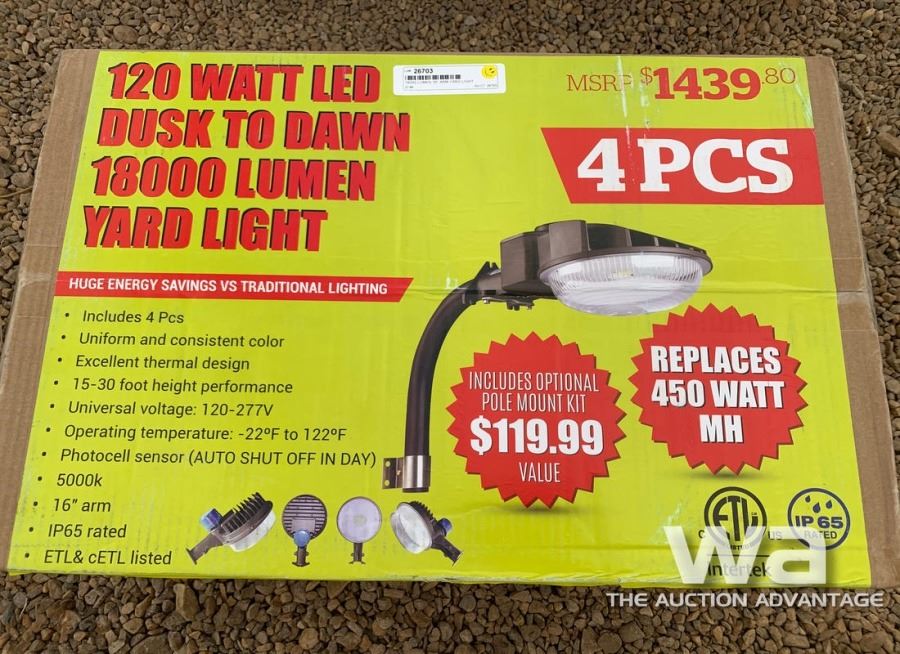 120 WATT LED
DUSK TO DAWN
18000 LUMEN
YARD LIGHT
26703
MSRP $1439.80
4 PCS
HUGE ENERGY SAVINGS VS TRADITIONAL LIGHTING
• Includes 4 Pcs
• Uniform and consistent color
• Excellent thermal design
• 15-30 foot height performance
• Universal voltage: 120-277V
• Operating temperature: -22ºF to 122ºF
• Photocell sensor (AUTO SHUT OFF IN DAY)
• 5000k
• 16" arm
• IP65 rated
• ETL& cETL listed
INCLUDES OPTIONAL
POLE MOUNT KIT
$119.99
VALUE
REPLACES
450 WATT
MH
ETL
C US
Intertek
IP 65
RATED
wa
THE AUCTION ADVANTAGE